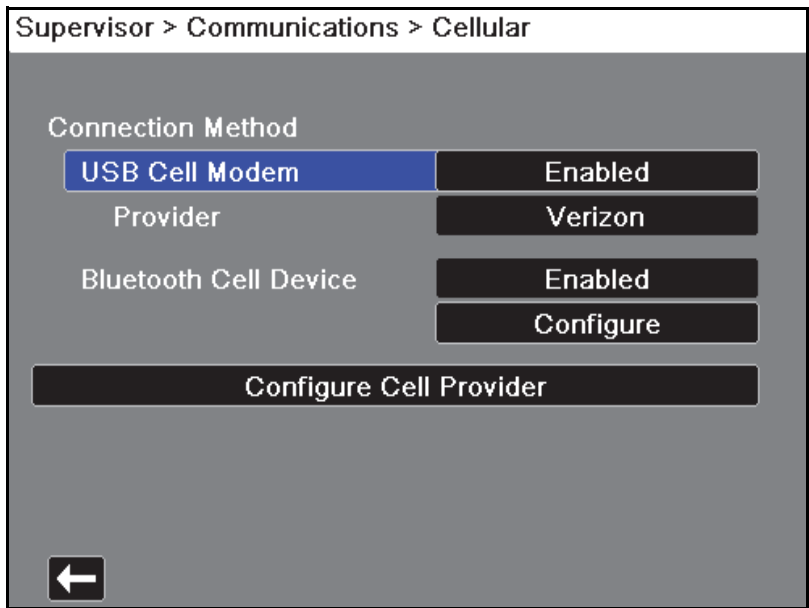 Supervisor > Communications > Cellular
Connection Method
USB Cell Modem Enabled
Provider Verizon
Bluetooth Cell Device Enabled
Configure
Configure Cell Provider